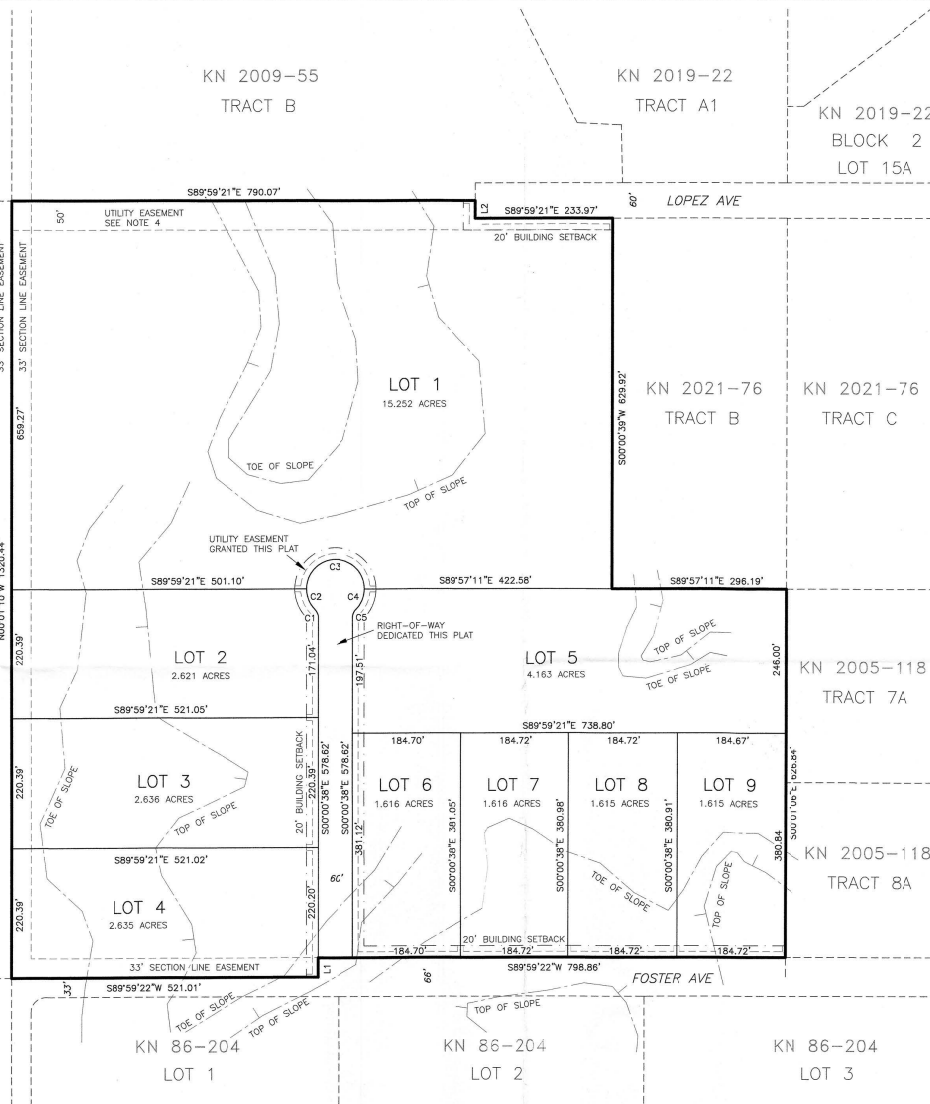 KN 2009-55
TRACT B
KN 2019-22
TRACT A1
KN 2019-22
BLOCK 2
LOT 15A
S89°59'21"E 790.07'
50'
UTILITY EASEMENT
SEE NOTE 4
L2
S89°59'21"E 233.97'
60'
LOPEZ AVE
20' BUILDING SETBACK
33' SECTION LINE EASEMENT
33' SECTION LINE EASEMENT
659.27'
LOT 1
15.252 ACRES
S00°00'39"W 629.92'
KN 2021-76
TRACT B
KN 2021-76
TRACT C
TOE OF SLOPE
TOP OF SLOPE
UTILITY EASEMENT
GRANTED THIS PLAT
C3
S89°59'21"E 501.10'
S89°57'11"E 422.58'
S89°57'11"E 296.19'
C2
C4
C1
C5
RIGHT-OF-WAY
DEDICATED THIS PLAT
220.39'
LOT 2
2.621 ACRES
171.04'
197.51'
LOT 5
4.163 ACRES
TOP OF SLOPE
TOE OF SLOPE
246.00'
KN 2005-118
TRACT 7A
S89°59'21"E 521.05'
S89°59'21"E 738.80'
184.70'
184.72'
184.72'
184.67'
220.39'
TOE OF SLOPE
LOT 3
2.636 ACRES
TOP OF SLOPE
20' BUILDING SETBACK
220.39'
S00°00'38"E 578.62'
S00°00'38"E 578.62'
LOT 6
1.616 ACRES
S00°00'38"E 381.05'
LOT 7
1.616 ACRES
S00°00'38"E 380.98'
LOT 8
1.615 ACRES
S00°00'38"E 380.91'
LOT 9
1.615 ACRES
380.84
381.12'
S89°59'21"E 521.02'
KN 2005-118
TRACT 8A
220.39'
LOT 4
2.635 ACRES
220.20'
TOE OF SLOPE
TOP OF SLOPE
20' BUILDING SETBACK
184.70'
184.72'
184.72'
184.72'
33' SECTION LINE EASEMENT
L1
66'
S89°59'22"W 798.86'
FOSTER AVE
33'
S89°59'22"W 521.01'
TOE OF SLOPE
TOP OF SLOPE
TOP OF SLOPE
KN 86-204
LOT 1
KN 86-204
LOT 2
KN 86-204
LOT 3